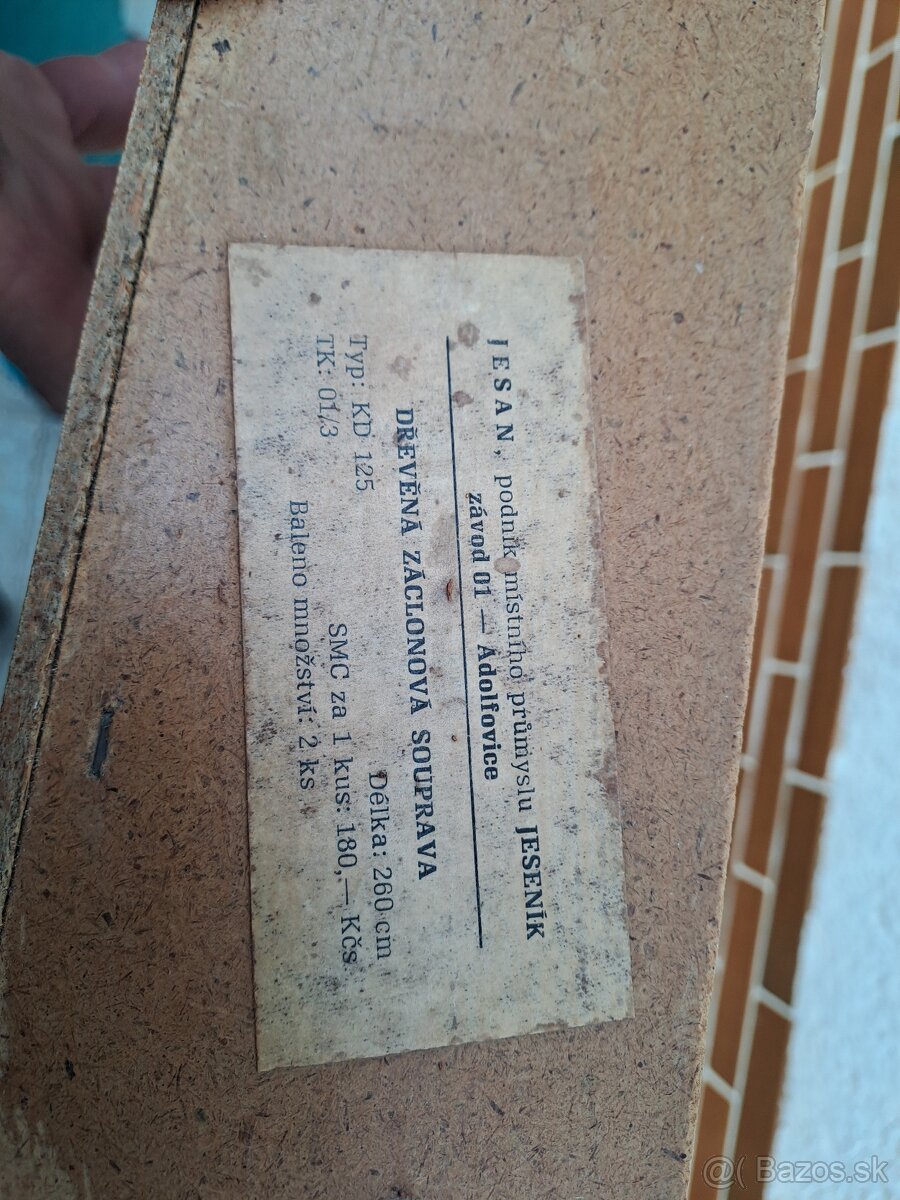 JESAN, podnik místního průmyslu JESENÍK
závod 01 — Adolfovice
DŘEVĚNÁ ZÁCLONOVÁ SOUPRAVA
Typ: KD 125 Délka: 260 cm
TK: 01/3 SMC za 1 kus: 180,— Kčs
Baleno množství: 2 ks
@( Bazos.sk